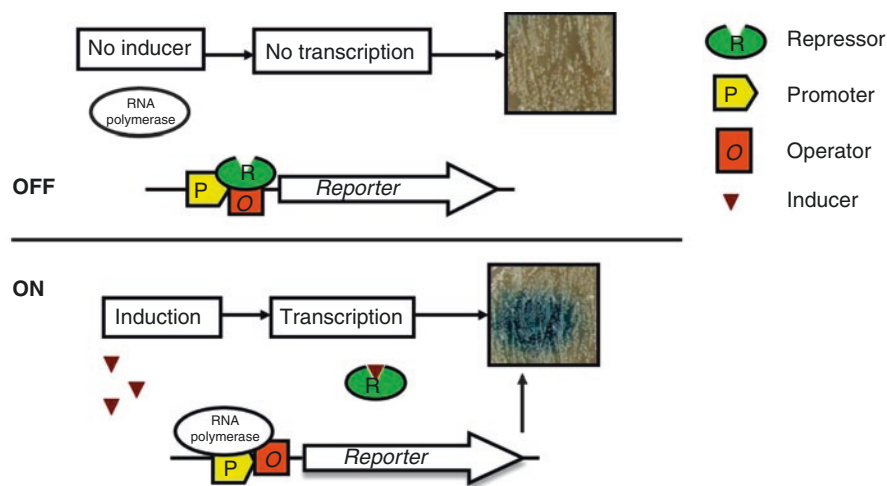 No inducer
No transcription
RNA
polymerase
OFF
P
R
O
Reporter
R
Repressor
P
Promoter
O
Operator
Inducer
ON
Induction
Transcription
R
RNA
polymerase
P
O
Reporter